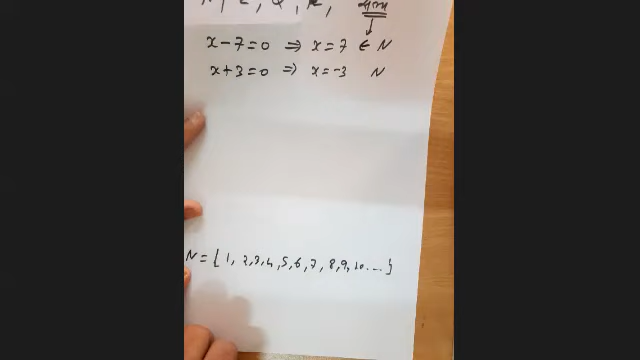 x - 7 = 0 ⇒ x = 7 ∈ N
x + 3 = 0 ⇒ x = -3 N
N = { 1, 2, 3, 4, 5, 6, 7, 8, 9, 10 .... }